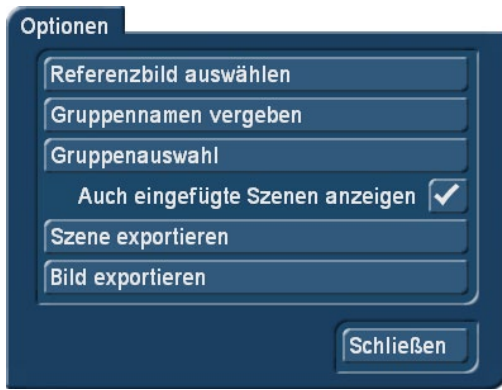 Optionen
Referenzbild auswählen
Gruppennamen vergeben
Gruppenauswahl
Auch eingefügte Szenen anzeigen
Szene exportieren
Bild exportieren
Schließen